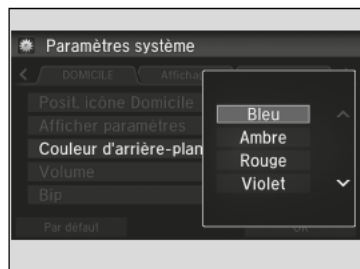 Paramètres système
DOMICILE
Affichag
Posit. icône Domicile
Afficher paramètres
Couleur d'arrière-plan
Volume
Bip
Bleu
Ambre
Rouge
Violet
Par défaut
OK